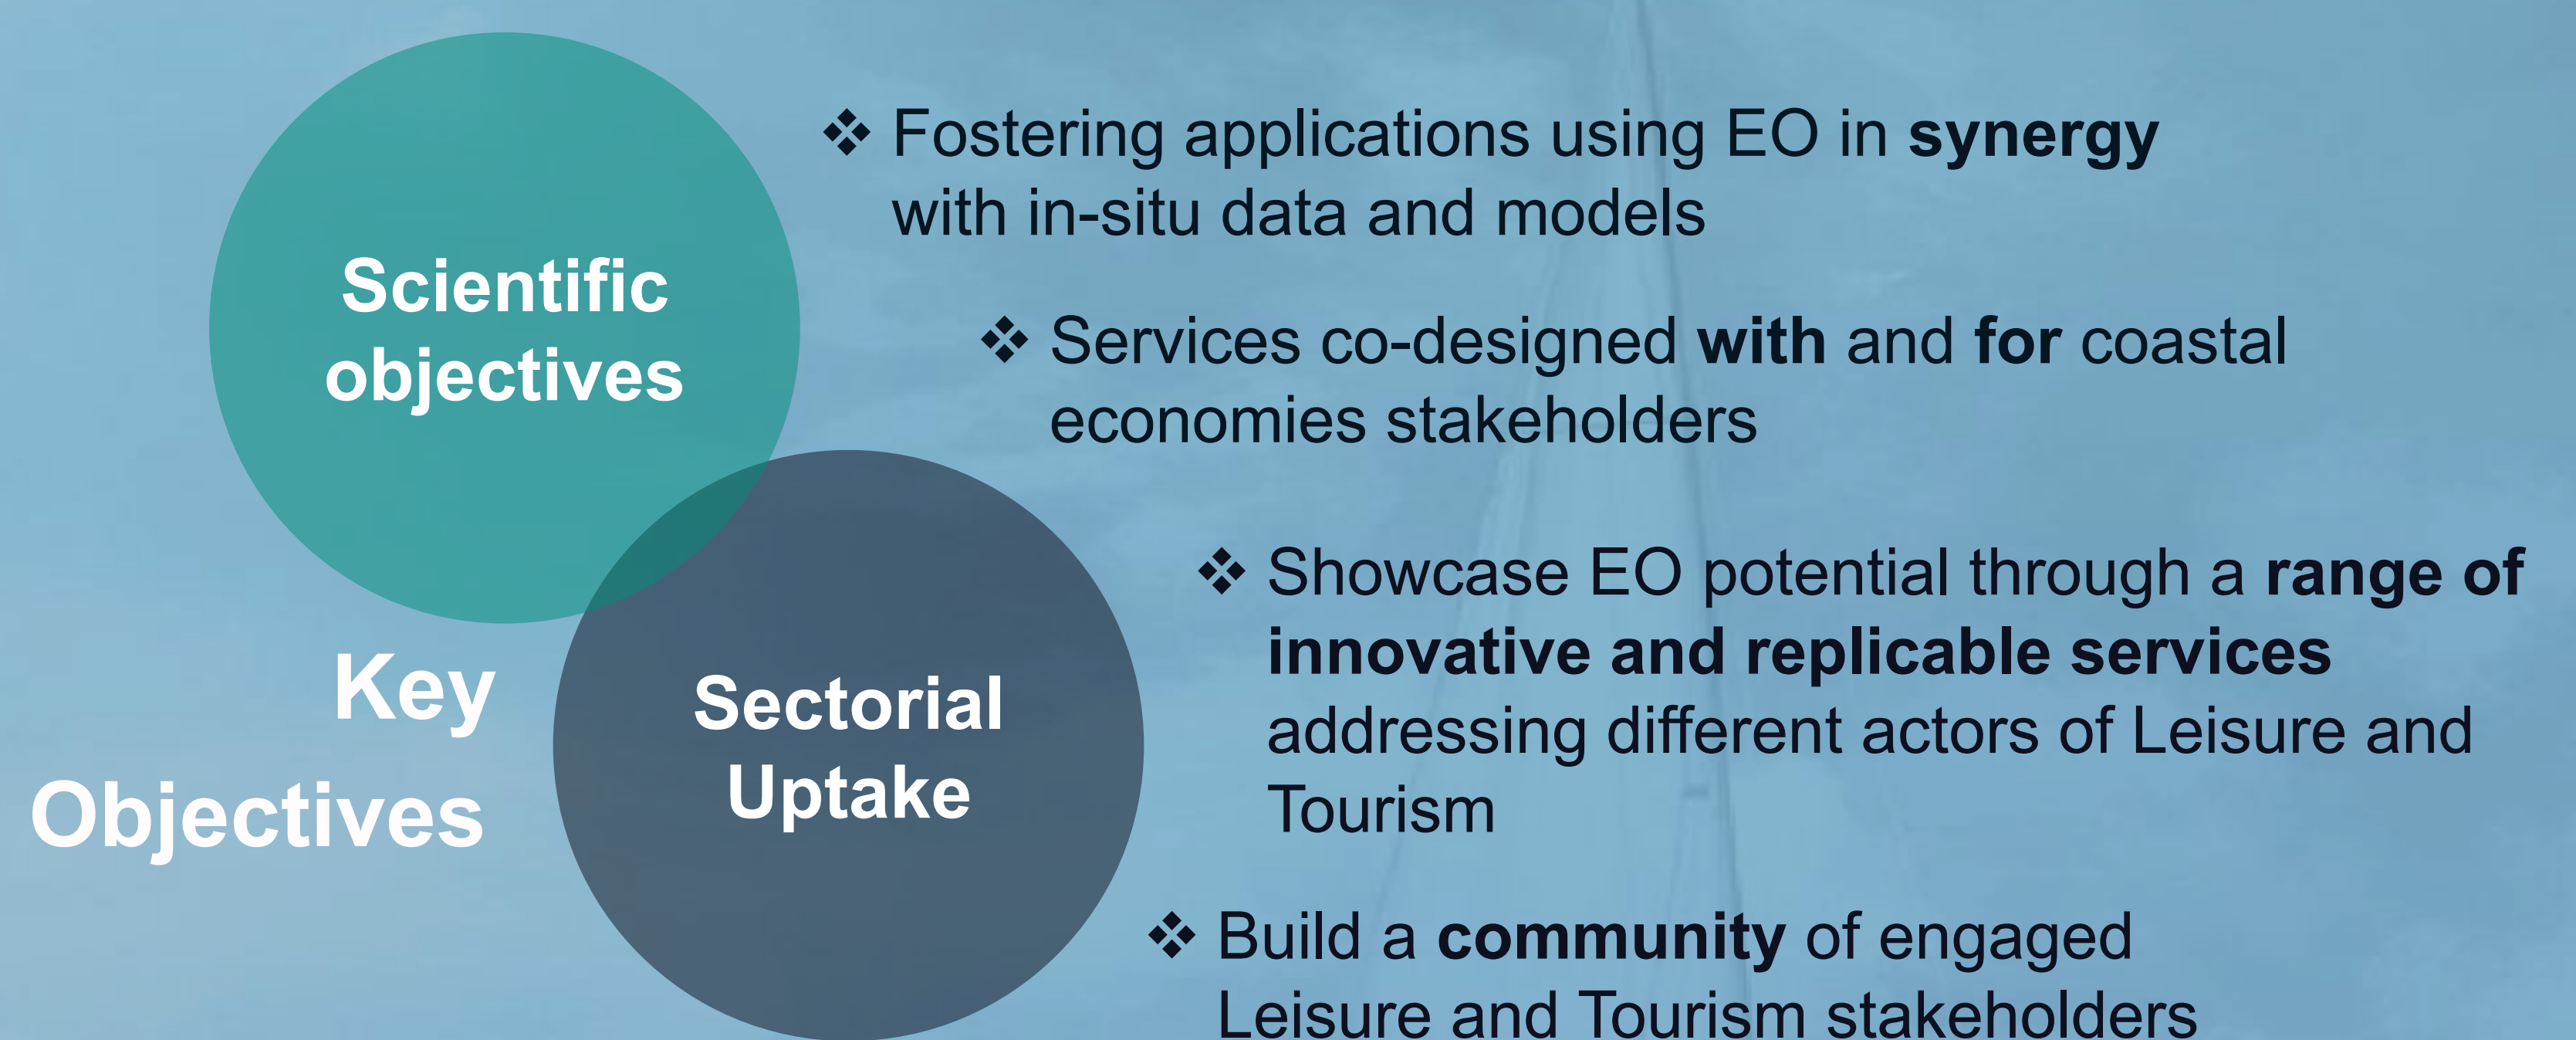 Scientific
objectives
Key
Objectives
Sectorial
Uptake
❖ Fostering applications using EO in synergy
with in-situ data and models
❖ Services co-designed with and for coastal
economies stakeholders
❖ Showcase EO potential through a range of
innovative and replicable services
addressing different actors of Leisure and
Tourism
❖ Build a community of engaged
Leisure and Tourism stakeholders